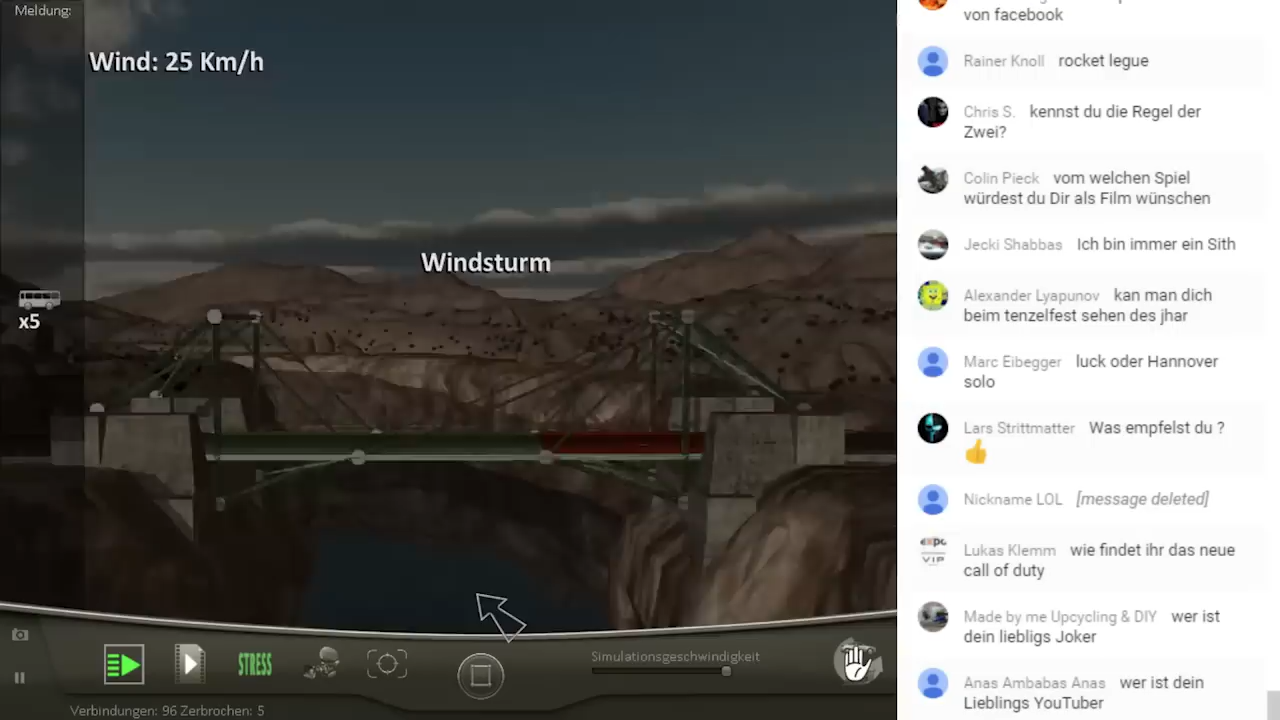 Meldung:
Wind: 25 Km/h
Windsturm
x5
STRESS
Simulationsgeschwindigkeit
Verbindungen: 96 Zerbrochen: 5
von facebook
Rainer Knoll rocket legue
Chris S. kennst du die Regel der
Zwei?
Colin Pieck vom welchen Spiel
würdest du Dir als Film wünschen
Jecki Shabbas Ich bin immer ein Sith
Alexander Lyapunov kan man dich
beim tenzelfest sehen des jhar
Marc Eibegger luck oder Hannover
solo
Lars Strittmatter Was empfelst du ?
Nickname LOL [message deleted]
Lukas Klemm wie findet ihr das neue
call of duty
expo
VIP
Made by me Upcycling & DIY wer ist
dein liebligs Joker
Anas Ambabas Anas wer ist dein
Lieblings YouTuber